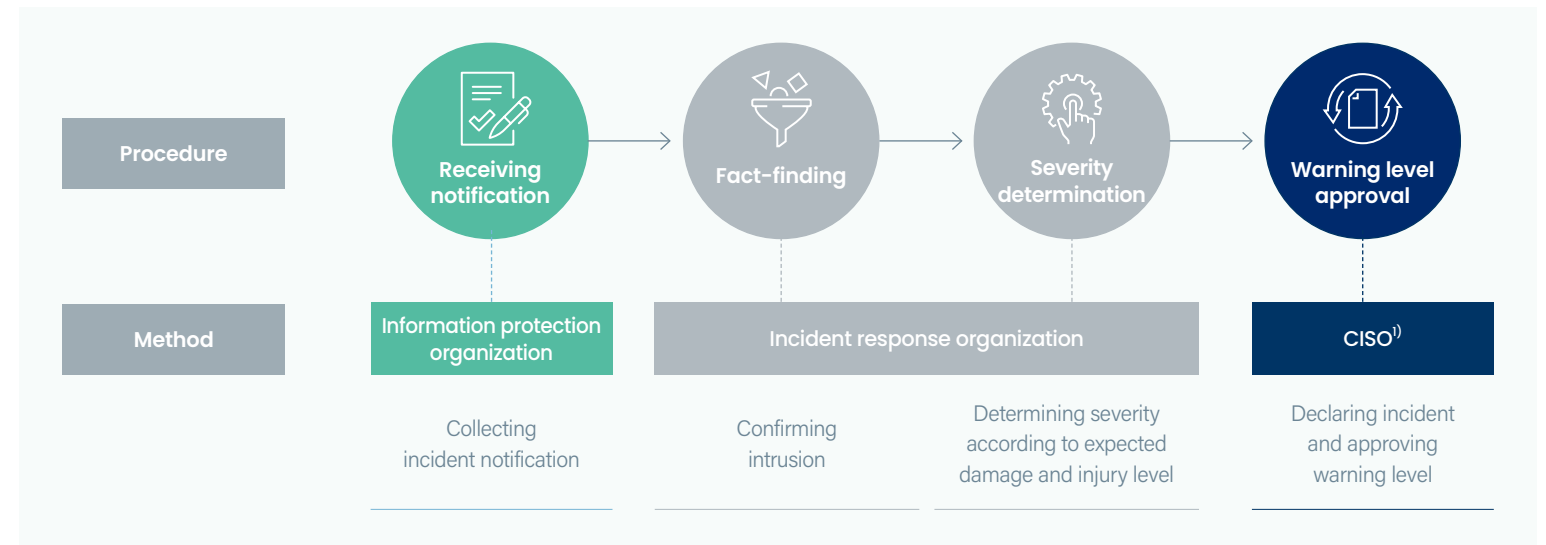 Procedure
Receiving
notification
Fact-finding
Severity
determination
Warning level
approval
Method
Information protection
organization
Incident response organization
CISO¹⁾
Collecting
incident notification
Confirming
intrusion
Determining severity
according to expected
damage and injury level
Declaring incident
and approving
warning level